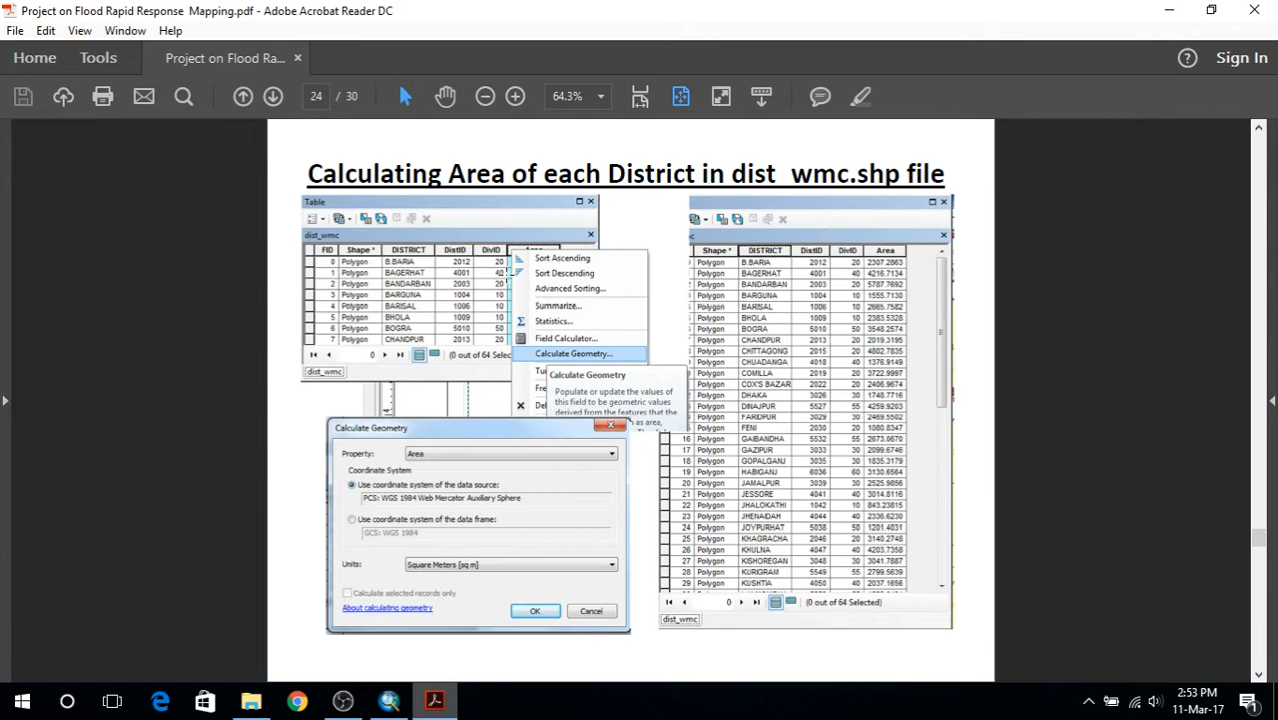 Project on Flood Rapid Response Mapping.pdf - Adobe Acrobat Reader DC
File Edit View Window Help
Home Tools Project on Flood Ra... × Sign In
24 / 30 64.3%
Calculating Area of each District in dist_wmc.shp file
Table
dist_wmc
FID Shape * DISTRICT DistID DivID Area
0 Polygon B.BARIA 2012 20
1 Polygon BAGERHAT 4001 40
2 Polygon BANDARBAN 2003 20
3 Polygon BARGUNA 1004 10
4 Polygon BARISAL 1006 10
5 Polygon BHOLA 1009 10
6 Polygon BOGRA 5010 50
7 Polygon CHANDPUR 2013 20
0 (0 out of 64 Selec
dist_wmc
Sort Ascending
Sort Descending
Advanced Sorting...
Summarize...
Σ Statistics...
Field Calculator...
Calculate Geometry...
Tu
Fre
Del
Calculate Geometry
Populate or update the values of
this field to be geometric values
derived from the features that the
h as area,
Calculate Geometry
Property: Area
Coordinate System
Use coordinate system of the data source:
PCS: WGS 1984 Web Mercator Auxiliary Sphere
Use coordinate system of the data frame:
GCS: WGS 1984
Units: Square Meters [sq m]
Calculate selected records only
About calculating geometry
OK Cancel
Shape * DISTRICT DistID DivID Area
Polygon B.BARIA 2012 20 2307.2863
Polygon BAGERHAT 4001 40 4216.7134
Polygon BANDARBAN 2003 20 5787.7692
Polygon BARGUNA 1004 10 1555.7130
Polygon BARISAL 1006 10 2665.7582
Polygon BHOLA 1009 10 2383.5328
Polygon BOGRA 5010 50 3548.2574
Polygon CHANDPUR 2013 20 2019.3191
Polygon CHITTAGONG 2015 20 4802.7835
Polygon CHUADANGA 4018 40 1376.9149
Polygon COMILLA 2019 20 3722.9997
Polygon COX'S BAZAR 2022 20 2406.9674
Polygon DHAKA 3026 30 1748.7716
Polygon DINAJPUR 5527 55 4259.9203
Polygon FARIDPUR 3029 30 2469.5502
Polygon FENI 2030 20 1080.8347
16 Polygon GAIBANDHA 5532 55 2673.0670
17 Polygon GAZIPUR 3033 30 2098.3671
18 Polygon GOPALGANJ 3035 30 1835.3179
19 Polygon HABIGANJ 6036 60 3130.6564
20 Polygon JAMALPUR 3039 30 2525.9856
21 Polygon JESSORE 4041 40 3014.8116
22 Polygon JHALOKATHI 1042 10 843.23815
23 Polygon JHENAIDAH 4044 40 2336.6230
24 Polygon JOYPURHAT 5038 50 1201.4031
25 Polygon KHAGRACHA 2046 20 3140.2748
26 Polygon KHULNA 4047 40 4203.7358
27 Polygon KISHOREGAN 3048 30 3041.7887
28 Polygon KURIGRAM 5549 55 2799.5639
29 Polygon KUSHTIA 4050 40 2037.1656
0 (0 out of 64 Selected)
dist_wmc
2:53 PM
11-Mar-17
1